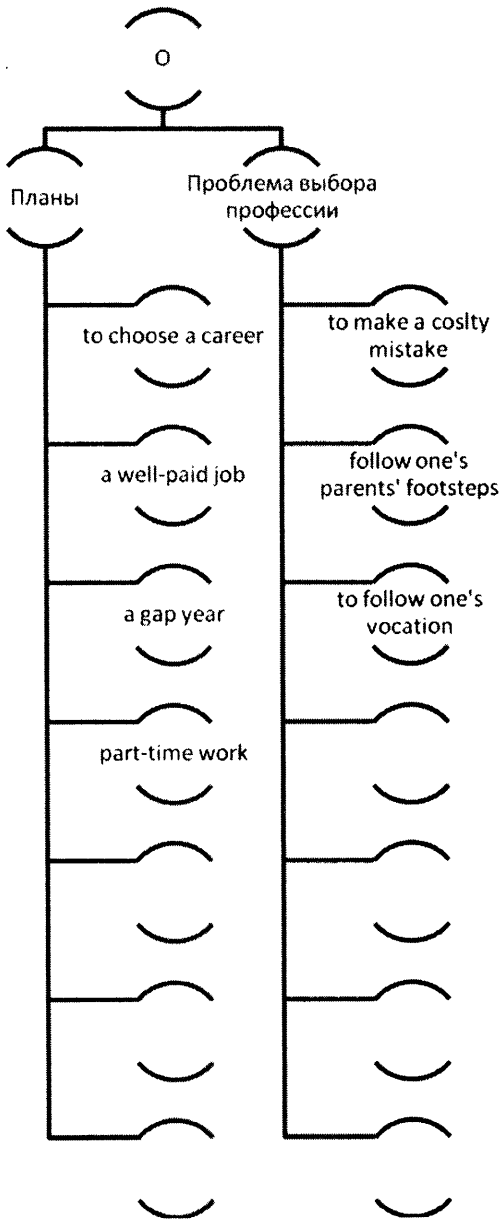 О
Планы
Проблема выбора
профессии
to choose a career
a well-paid job
a gap year
part-time work
to make a coslty
mistake
follow one's
parents' footsteps
to follow one's
vocation